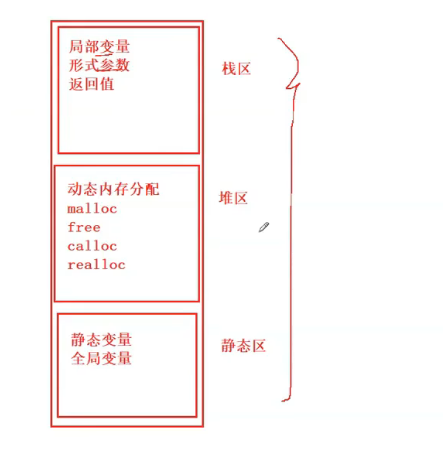 局部变量
形式参数
返回值
栈区
动态内存分配
malloc
free
calloc
realloc
堆区
静态变量
全局变量
静态区